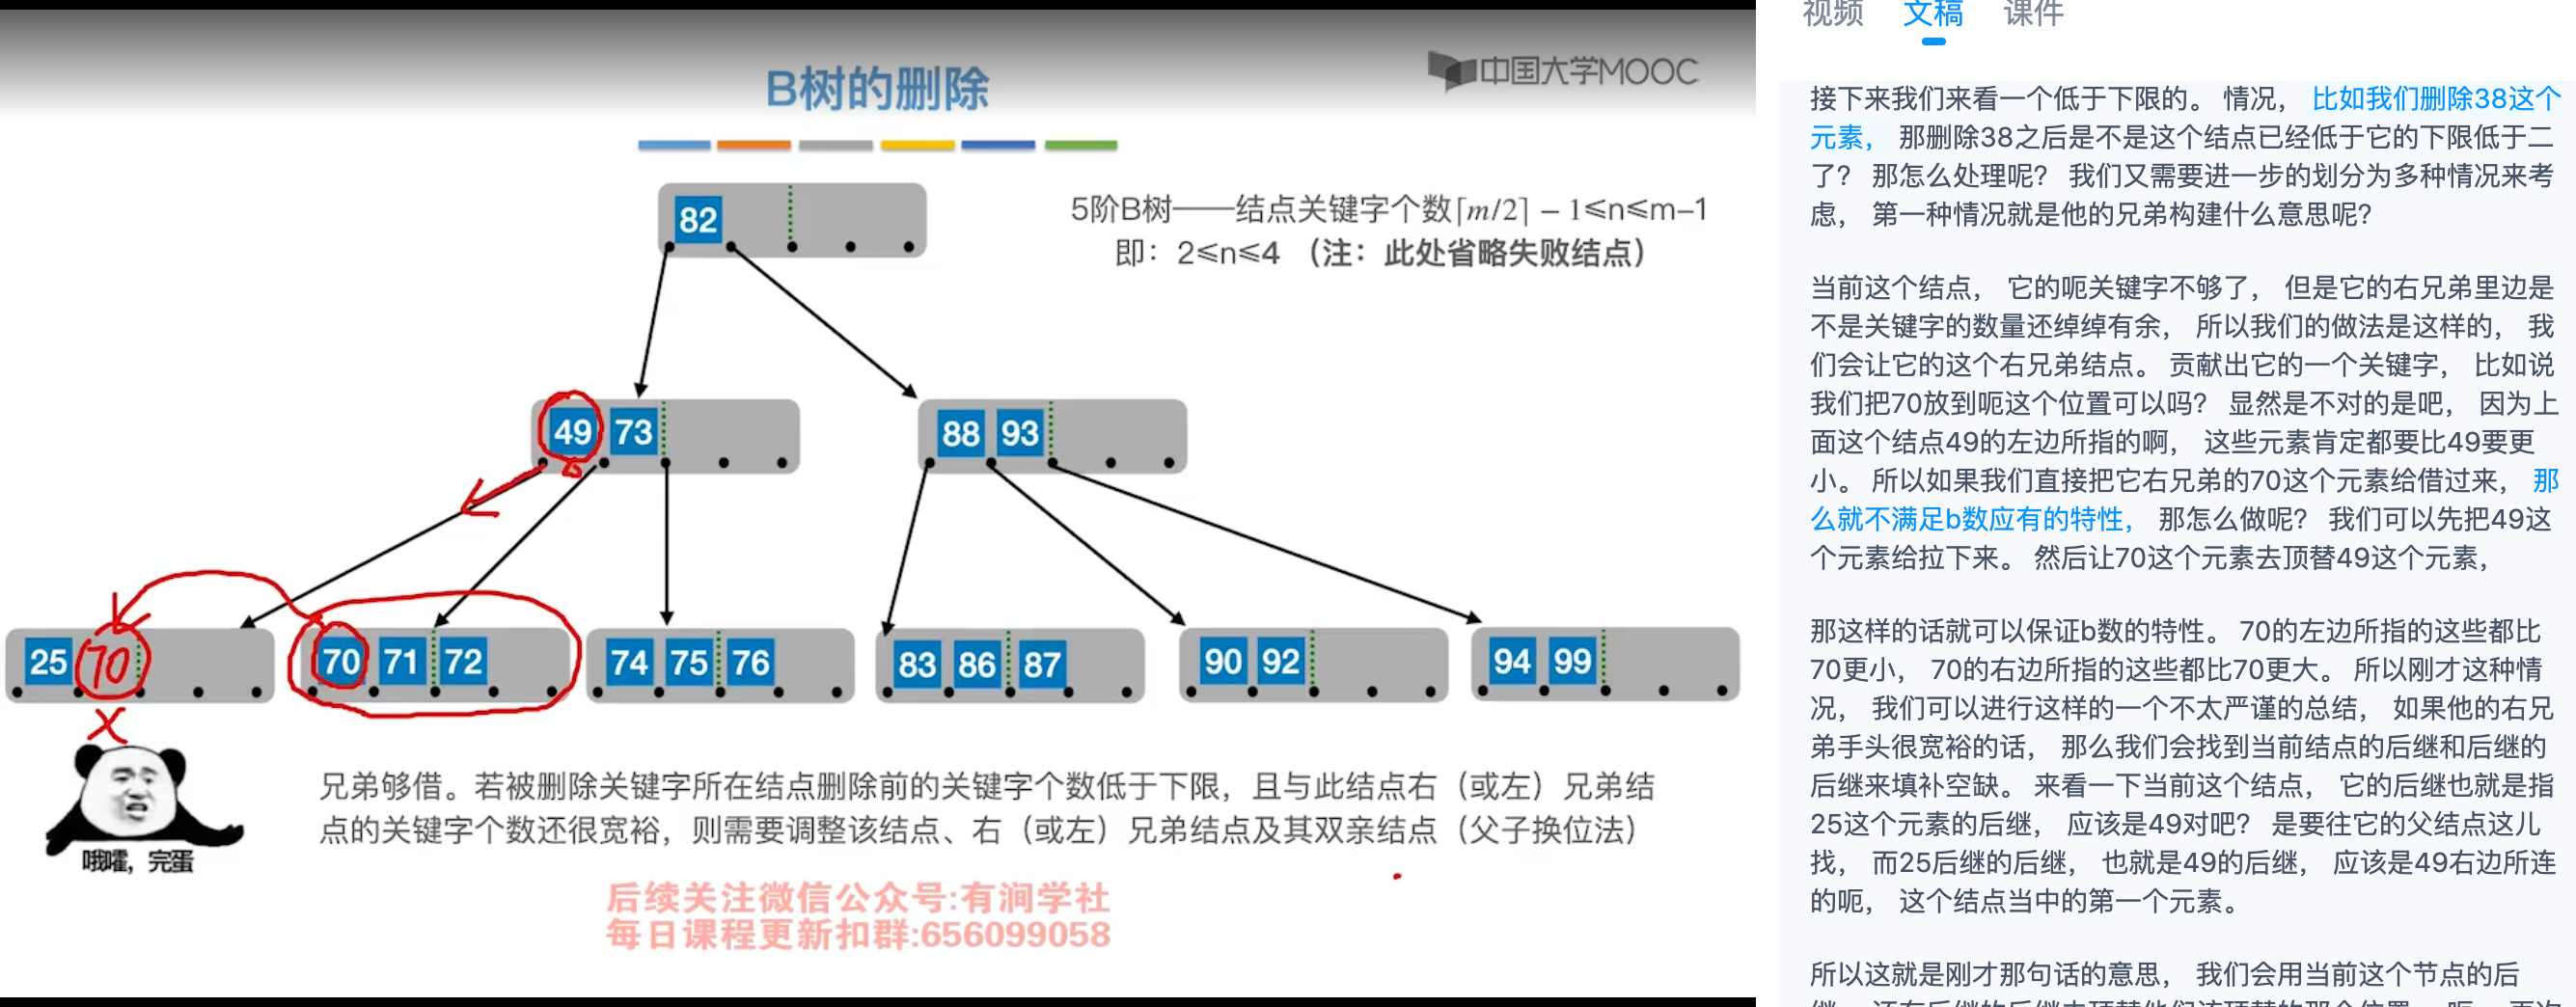 B树的删除
中国大学MOOC
82
5阶B树——结点关键字个数⌈m/2⌉ − 1≤n≤m−1
即：2≤n≤4 （注：此处省略失败结点）
49 73
88 93
25 70
70 71 72
74 75 76
83 86 87
90 92
94 99
哦嚯，完蛋
兄弟够借。若被删除关键字所在结点删除前的关键字个数低于下限，且与此结点右（或左）兄弟结
点的关键字个数还很宽裕，则需要调整该结点、右（或左）兄弟结点及其双亲结点（父子换位法）
后续关注微信公众号:有涧学社
每日课程更新扣群:656099058
视频 文稿 课件
接下来我们来看一个低于下限的。 情况， 比如我们删除38这个
元素， 那删除38之后是不是这个结点已经低于它的下限低于二
了？ 那怎么处理呢？ 我们又需要进一步的划分为多种情况来考
虑， 第一种情况就是他的兄弟构建什么意思呢？
当前这个结点， 它的呃关键字不够了， 但是它的右兄弟里边是
不是关键字的数量还绰绰有余， 所以我们的做法是这样的， 我
们会让它的这个右兄弟结点。 贡献出它的一个关键字， 比如说
我们把70放到呃这个位置可以吗？ 显然是不对的是吧， 因为上
面这个结点49的左边所指的啊， 这些元素肯定都要比49要更
小。 所以如果我们直接把它右兄弟的70这个元素给借过来， 那
么就不满足b数应有的特性， 那怎么做呢？ 我们可以先把49这
个元素给拉下来。 然后让70这个元素去顶替49这个元素，
那这样的话就可以保证b数的特性。 70的左边所指的这些都比
70更小， 70的右边所指的这些都比70更大。 所以刚才这种情
况， 我们可以进行这样的一个不太严谨的总结， 如果他的右兄
弟手头很宽裕的话， 那么我们会找到当前结点的后继和后继的
后继来填补空缺。 来看一下当前这个结点， 它的后继也就是指
25这个元素的后继， 应该是49对吧？ 是要往它的父结点这儿
找， 而25后继的后继， 也就是49的后继， 应该是49右边所连
的呃， 这个结点当中的第一个元素。
所以这就是刚才那句话的意思， 我们会用当前这个节点的后